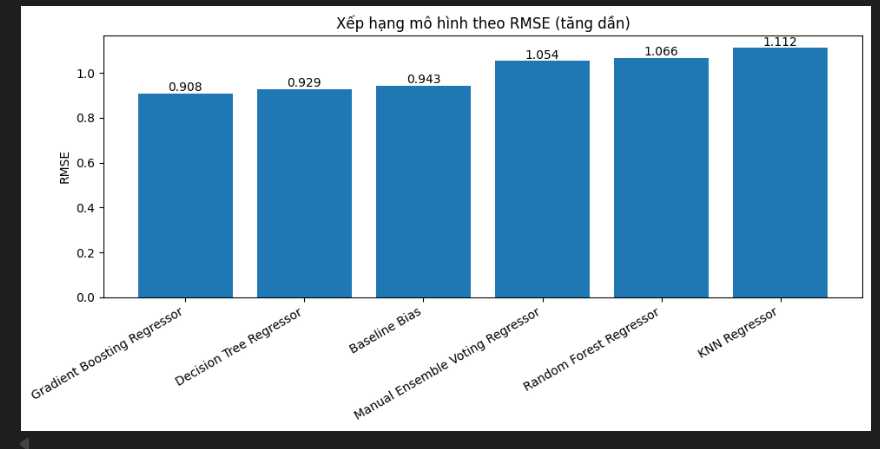 Xếp hạng mô hình theo RMSE (tăng dần)
RMSE
1.0
0.8
0.6
0.4
0.2
0.0
0.908
0.929
0.943
1.054
1.066
1.112
Gradient Boosting Regressor
Decision Tree Regressor
Baseline Bias
Manual Ensemble Voting Regressor
Random Forest Regressor
KNN Regressor